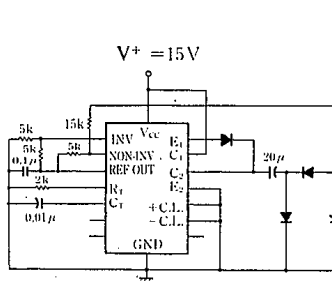 V⁺ =15V
5k
15k
5k
5k
0.1μ
2k
0.01μ
INV
NON-INV
REF OUT
R_T
C_T
V_CC
E₁
C₁
C₂
E₂
+C.L.
-C.L.
GND
20μ